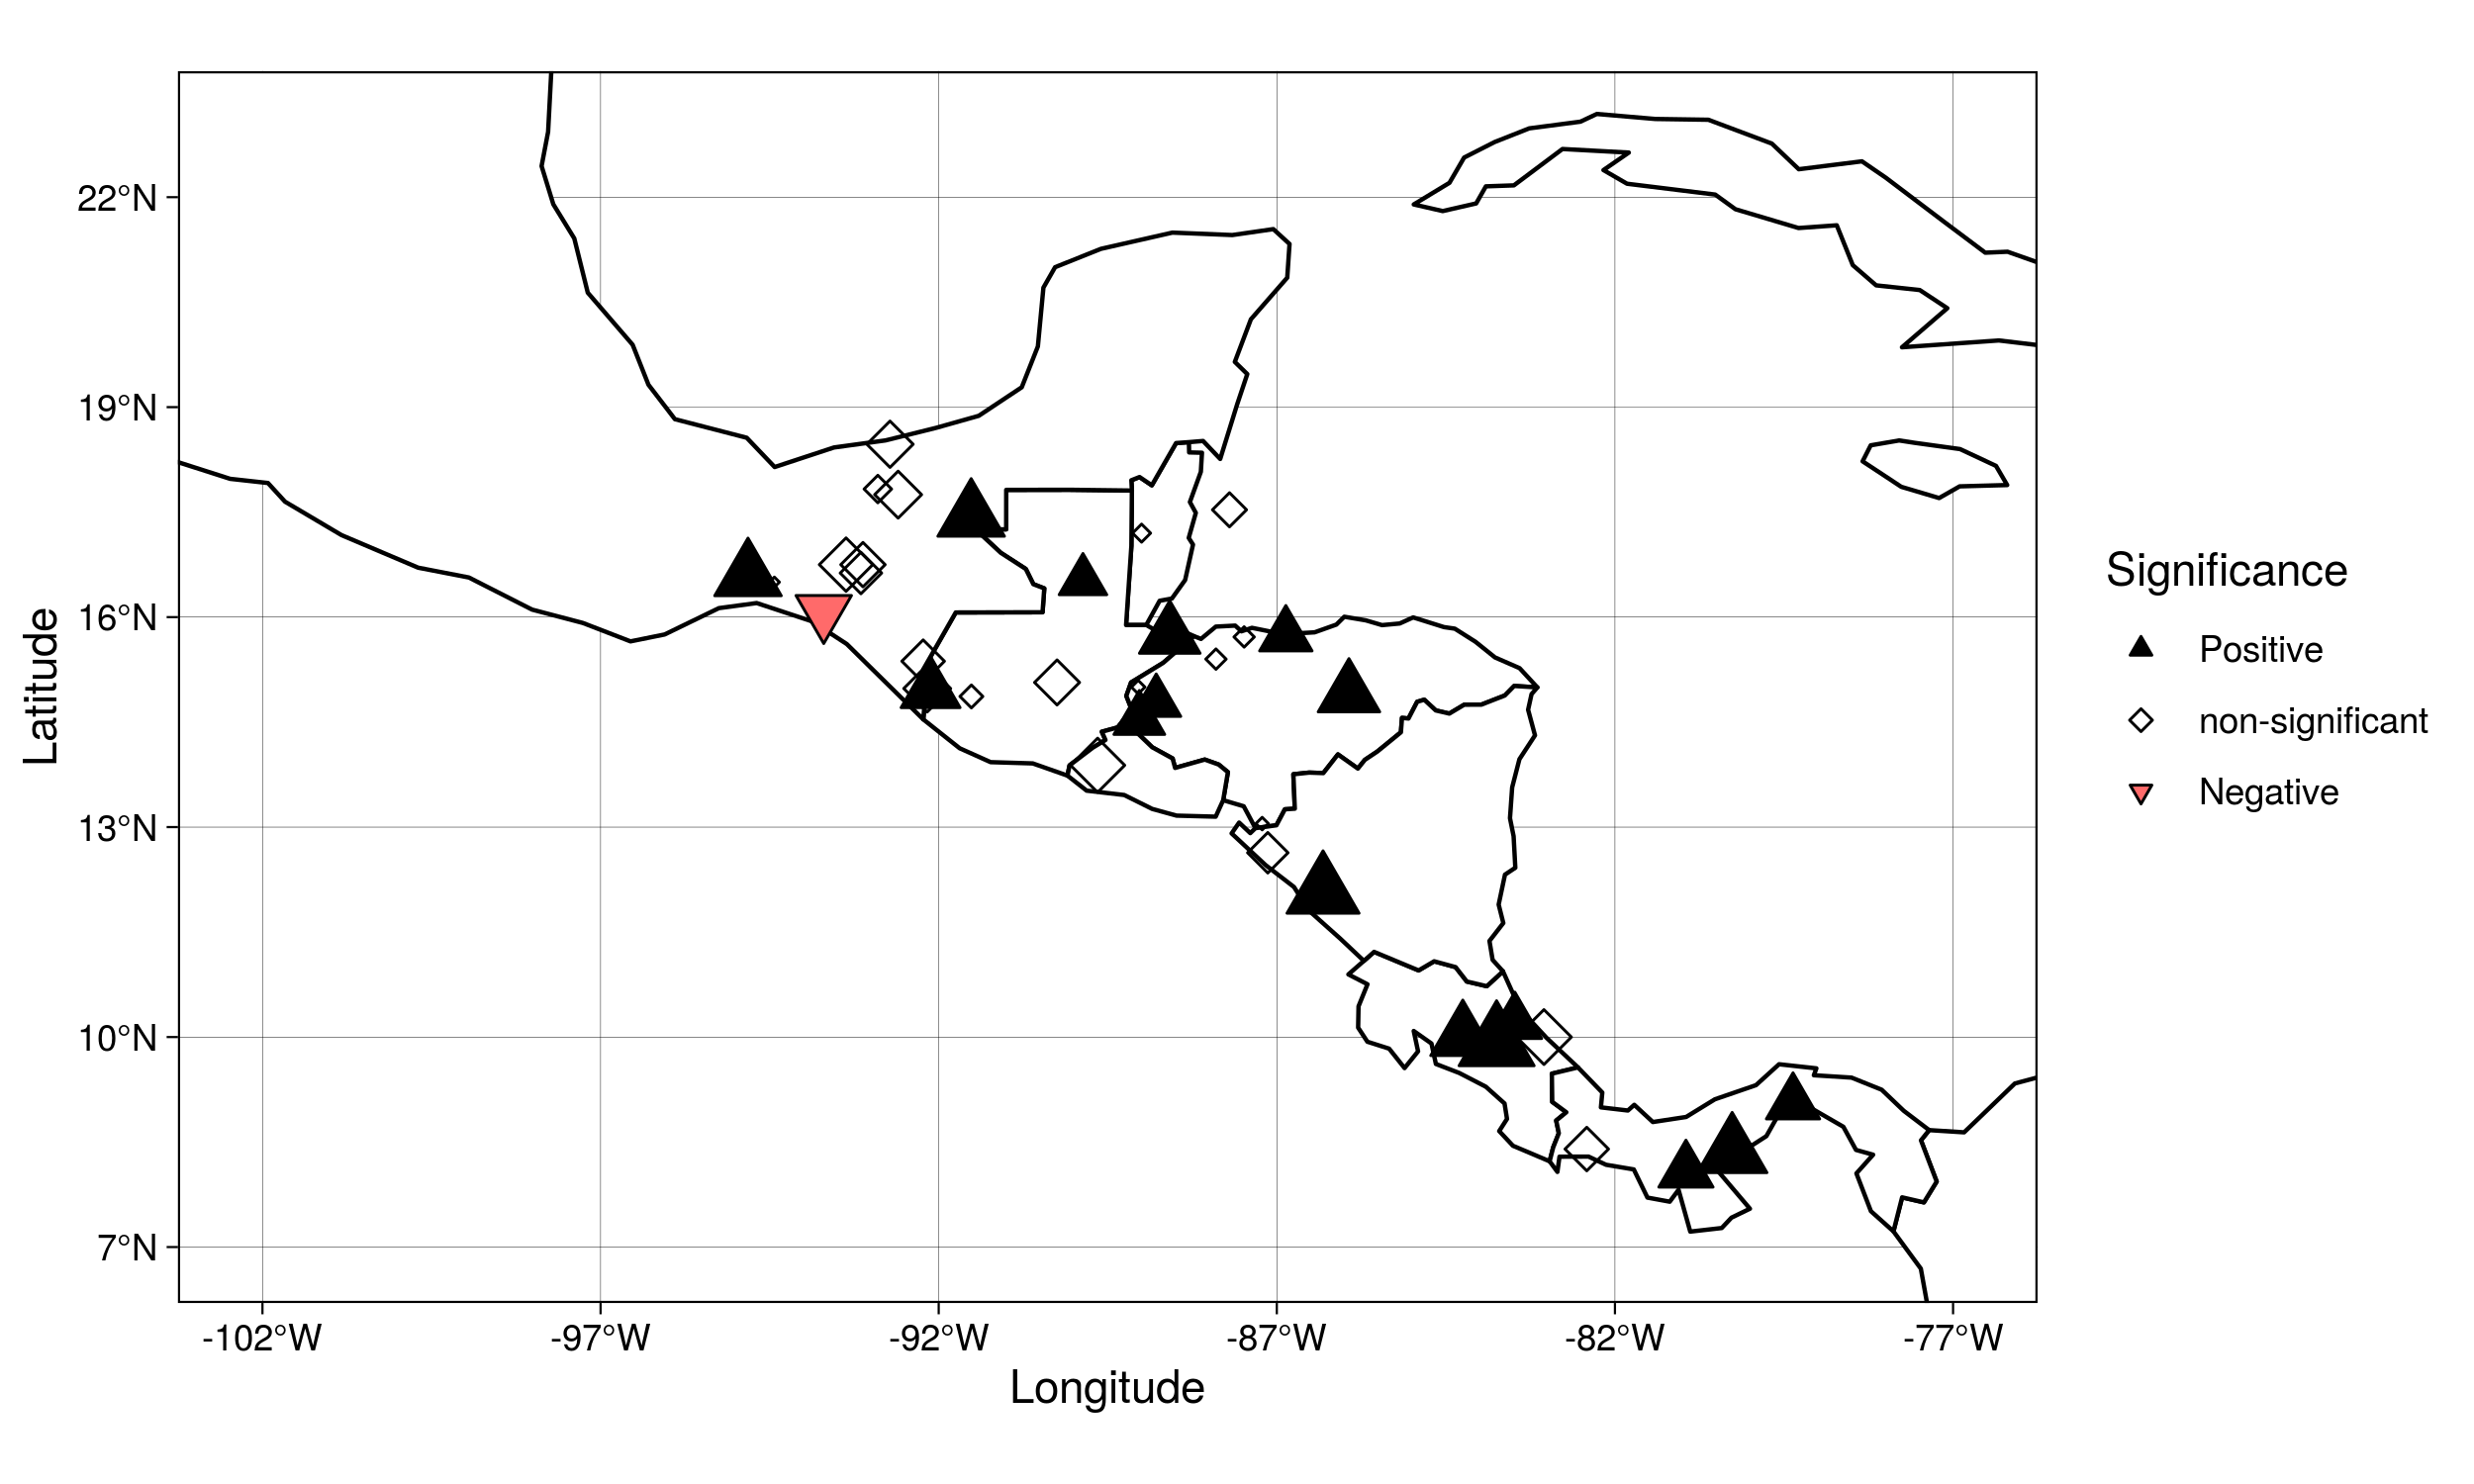 22°N
19°N
16°N
13°N
10°N
7°N
Latitude
-102°W
-97°W
-92°W
-87°W
-82°W
-77°W
Longitude
Significance
Positive
non-significant
Negative